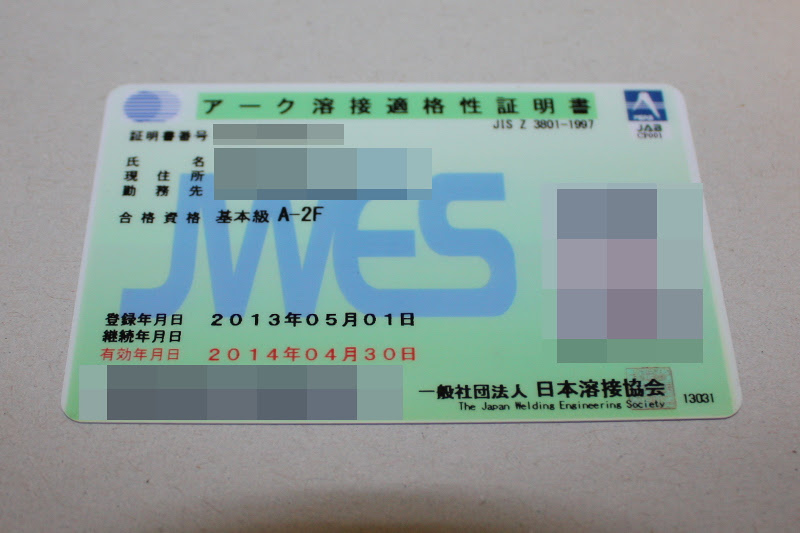 アーク溶接適格性証明書
JIS Z 3801-1997
JAB
証明書番号
氏名
現住所
勤務先
合格資格 基本級 A-2F
JWES
登録年月日 2013年05月01日
継続年月日
有効年月日 2014年04月30日
一般社団法人 日本溶接協会
The Japan Welding Engineering Society
13031